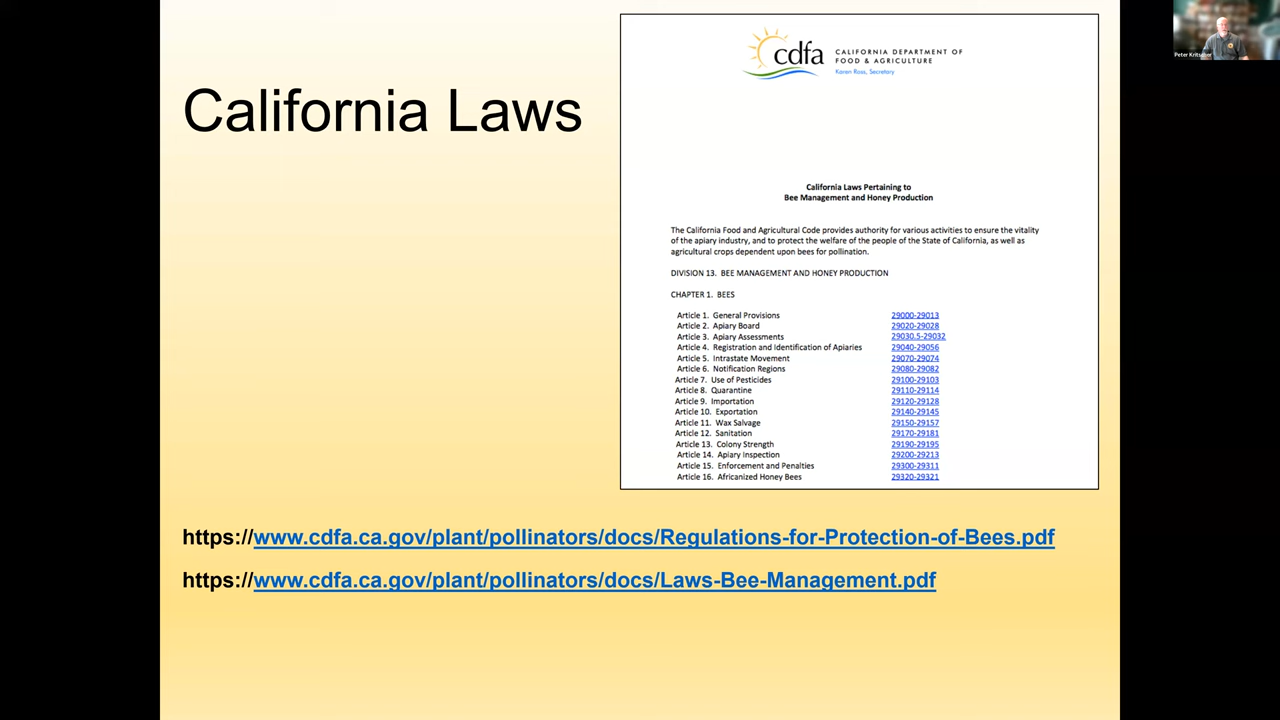 California Laws
cdfa
CALIFORNIA DEPARTMENT OF
FOOD & AGRICULTURE
Karen Ross, Secretary
California Laws Pertaining to
Bee Management and Honey Production
The California Food and Agricultural Code provides authority for various activities to ensure the vitality
of the apiary industry, and to protect the welfare of the people of the State of California, as well as
agricultural crops dependent upon bees for pollination.
DIVISION 13. BEE MANAGEMENT AND HONEY PRODUCTION
CHAPTER 1. BEES
Article 1. General Provisions 29000-29013
Article 2. Apiary Board 29020-29028
Article 3. Apiary Assessments 29030.5-29032
Article 4. Registration and Identification of Apiaries 29040-29056
Article 5. Intrastate Movement 29070-29074
Article 6. Notification Regions 29080-29082
Article 7. Use of Pesticides 29100-29103
Article 8. Quarantine 29110-29114
Article 9. Importation 29120-29128
Article 10. Exportation 29140-29145
Article 11. Wax Salvage 29150-29157
Article 12. Sanitation 29170-29181
Article 13. Colony Strength 29190-29195
Article 14. Apiary Inspection 29200-29213
Article 15. Enforcement and Penalties 29300-29311
Article 16. Africanized Honey Bees 29320-29321
https://www.cdfa.ca.gov/plant/pollinators/docs/Regulations-for-Protection-of-Bees.pdf
https://www.cdfa.ca.gov/plant/pollinators/docs/Laws-Bee-Management.pdf
Peter